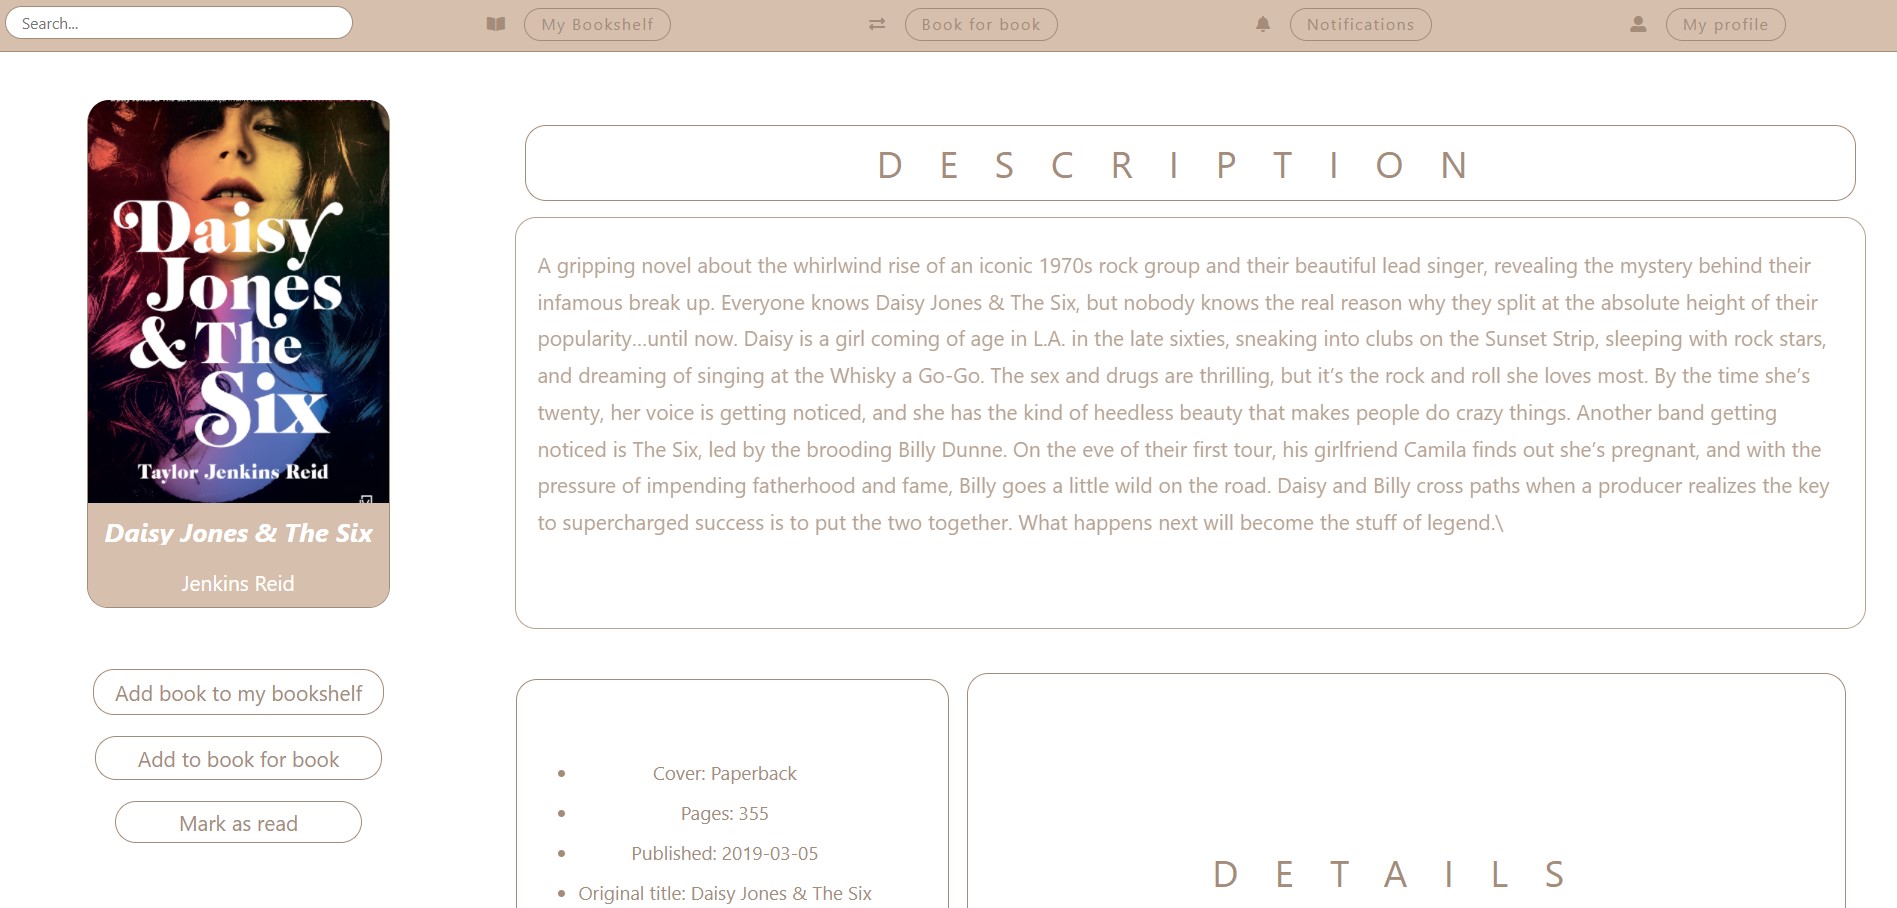 Search...
My Bookshelf
Book for book
Notifications
My profile
Daisy
Jones
& The
Six
Taylor Jenkins Reid
Daisy Jones & The Six
Jenkins Reid
Add book to my bookshelf
Add to book for book
Mark as read
DESCRIPTION
A gripping novel about the whirlwind rise of an iconic 1970s rock group and their beautiful lead singer, revealing the mystery behind their
infamous break up. Everyone knows Daisy Jones & The Six, but nobody knows the real reason why they split at the absolute height of their
popularity...until now. Daisy is a girl coming of age in L.A. in the late sixties, sneaking into clubs on the Sunset Strip, sleeping with rock stars,
and dreaming of singing at the Whisky a Go-Go. The sex and drugs are thrilling, but it’s the rock and roll she loves most. By the time she’s
twenty, her voice is getting noticed, and she has the kind of heedless beauty that makes people do crazy things. Another band getting
noticed is The Six, led by the brooding Billy Dunne. On the eve of their first tour, his girlfriend Camila finds out she’s pregnant, and with the
pressure of impending fatherhood and fame, Billy goes a little wild on the road. Daisy and Billy cross paths when a producer realizes the key
to supercharged success is to put the two together. What happens next will become the stuff of legend.\
• Cover: Paperback
• Pages: 355
• Published: 2019-03-05
• Original title: Daisy Jones & The Six
DETAILS